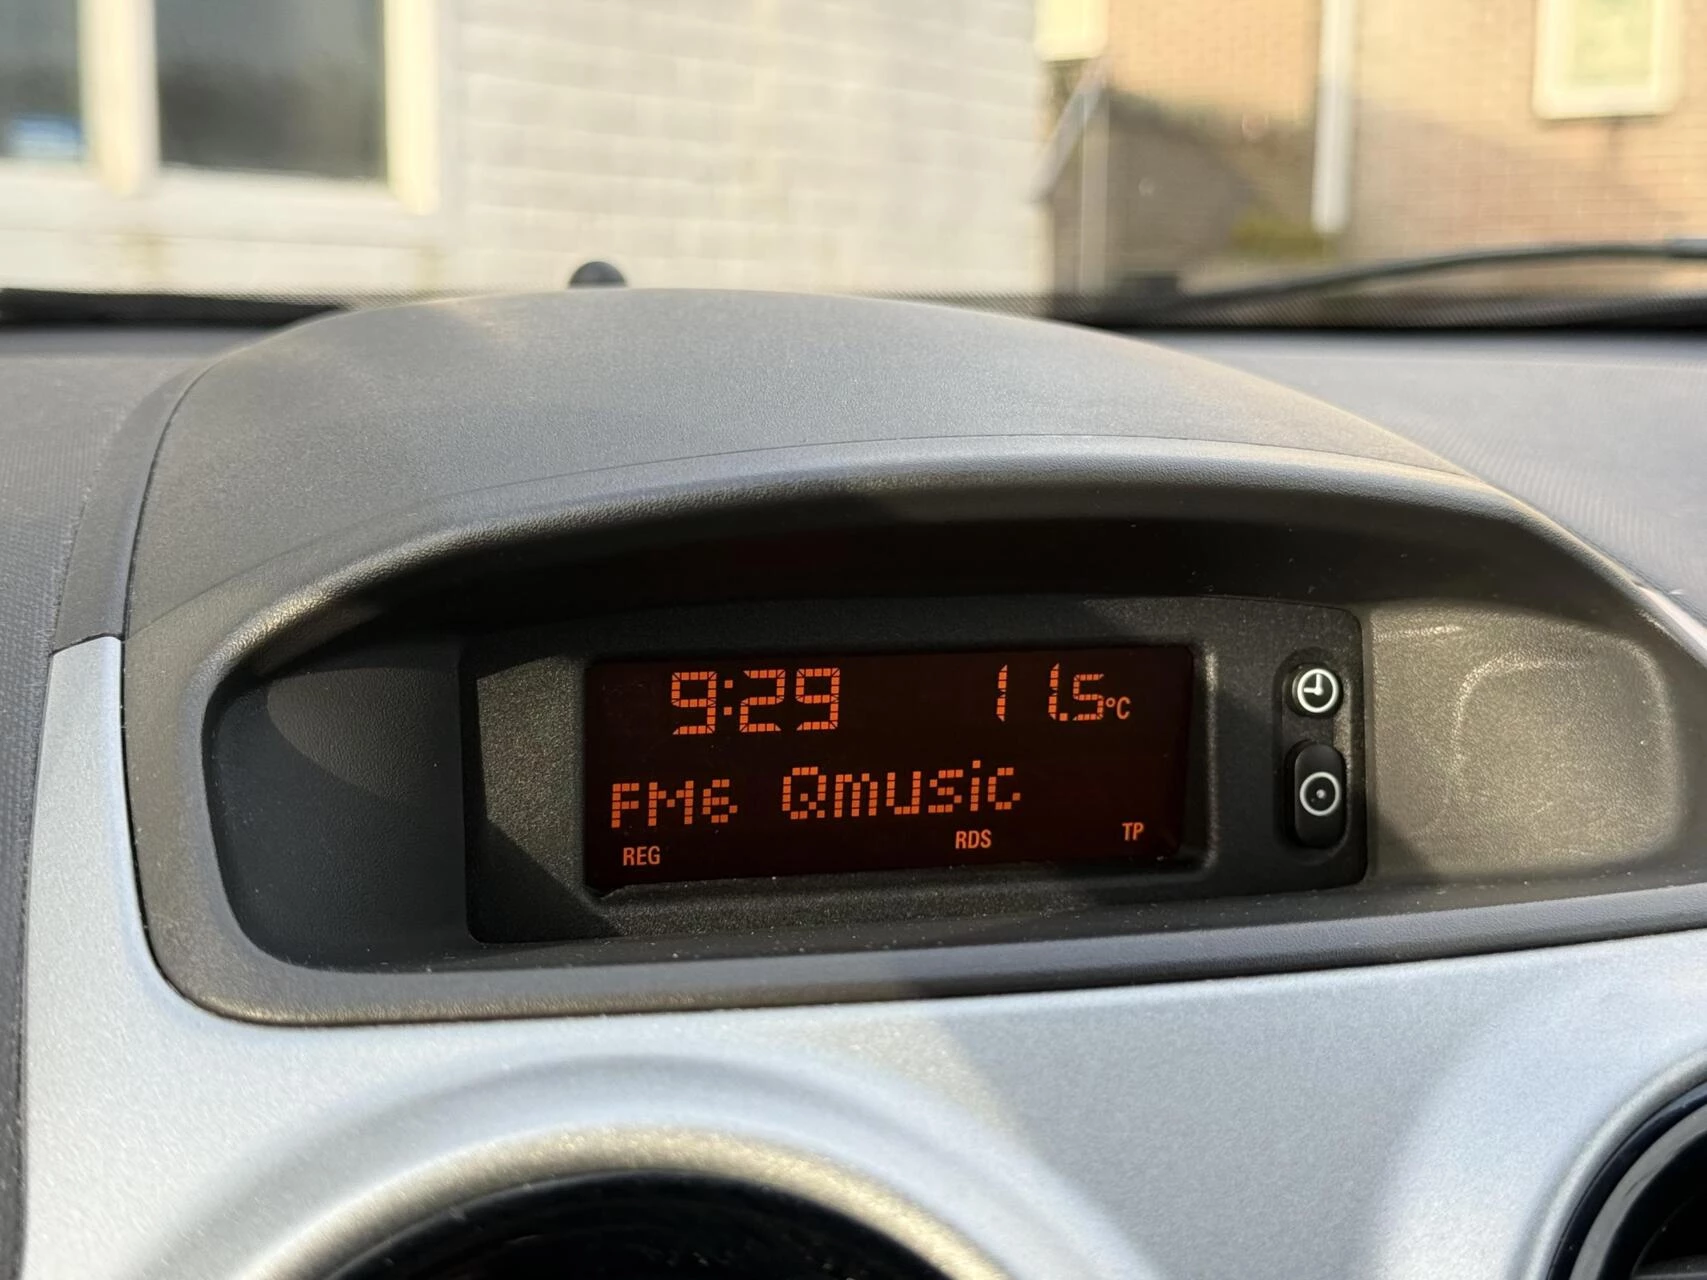 9:29 11.5°C
FM6 Qmusic
REG RDS TP